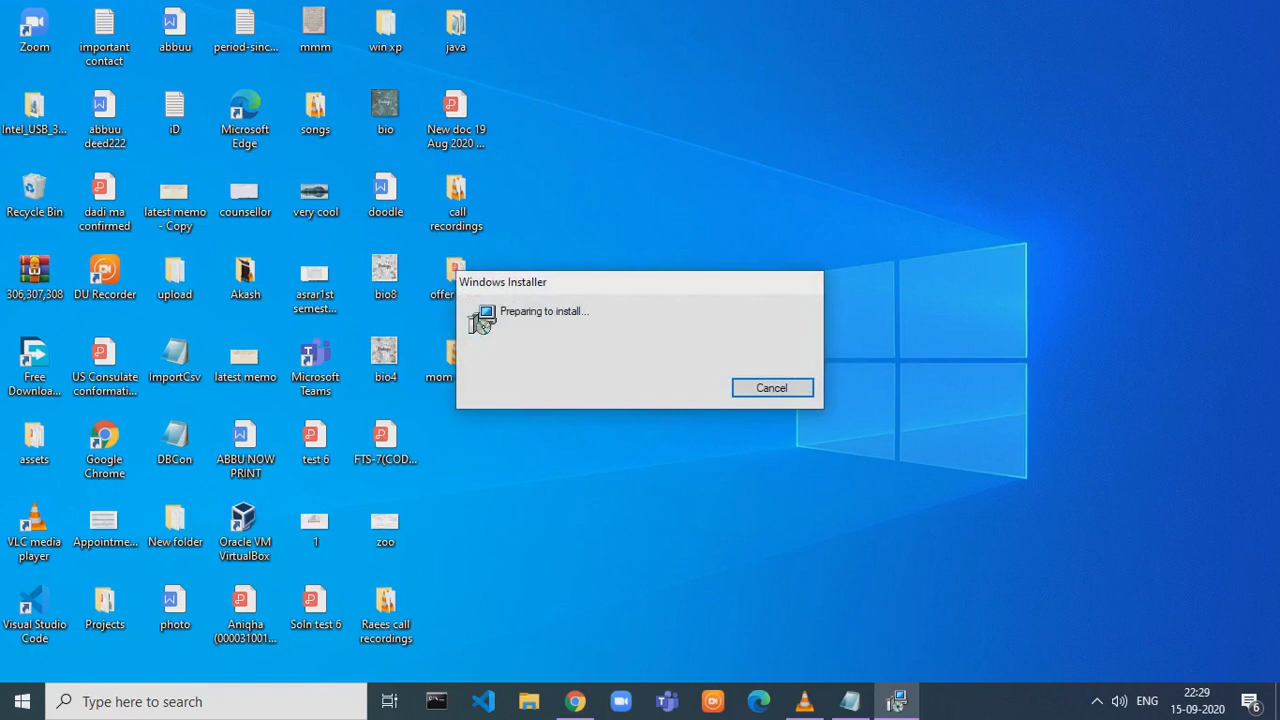 Zoom
important
contact
abbuu
period-sinc...
mmm
win xp
java
Intel_USB_3...
abbuu
deed222
iD
Microsoft
Edge
songs
bio
New doc 19
Aug 2020 ...
Recycle Bin
dadi ma
confirmed
latest memo
- Copy
counsellor
very cool
doodle
call
recordings
306,307,308
DU Recorder
upload
Akash
asrar1st
semest...
bio8
offer
Windows Installer
Preparing to install...
Cancel
Free
Downloa...
US Consulate
conformati...
ImportCsv
latest memo
Microsoft
Teams
bio4
mom
assets
Google
Chrome
DBCon
ABBU NOW
PRINT
test 6
FTS-7(COD...
VLC media
player
Appointme...
New folder
Oracle VM
VirtualBox
1
zoo
Visual Studio
Code
Projects
photo
Aniqha
(000031001...
Soln test 6
Raees call
recordings
Type here to search
ENG
22:29
15-09-2020
6